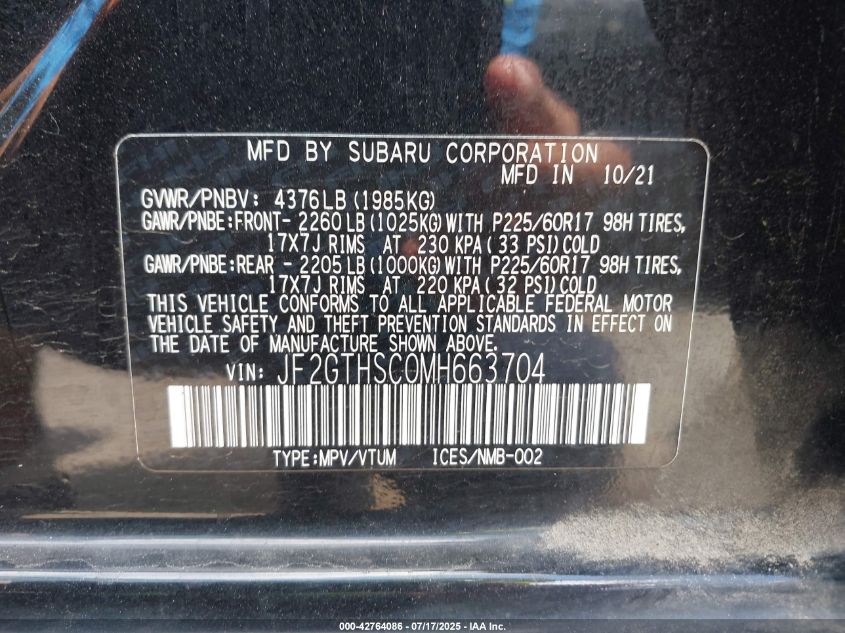 MFD BY SUBARU CORPORATION
MFD IN 10/21
GVWR/PNBV: 4376LB (1985KG)
GAWR/PNBE:FRONT- 2260 LB (1025KG) WITH P225/60R17 98H TIRES,
17X7J RIMS AT 230 KPA ( 33 PSI) COLD
GAWR/PNBE:REAR - 2205 LB (1000KG) WITH P225/60R17 98H TIRES,
17X7J RIMS AT 220 KPA ( 32 PSI) COLD
THIS VEHICLE CONFORMS TO ALL APPLICABLE FEDERAL MOTOR
VEHICLE SAFETY AND THEFT PREVENTION STANDARDS IN EFFECT ON
THE DATE OF MANUFACTURE SHOWN ABOVE.
VIN: JF2GTHSC0MH663704
TYPE:MPV/VTUM ICES/NMB-002
000-42764086 - 07/17/2025 - IAA Inc.